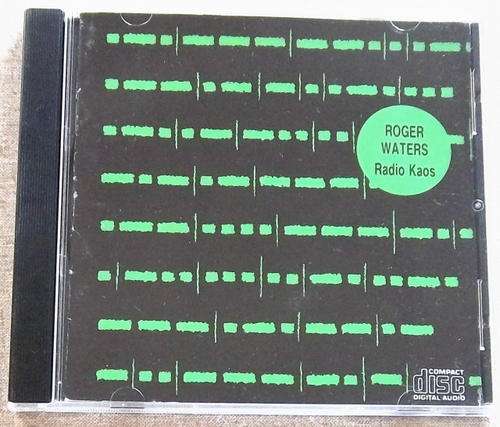 ROGER
WATERS
Radio Kaos
COMPACT
disc
DIGITAL AUDIO